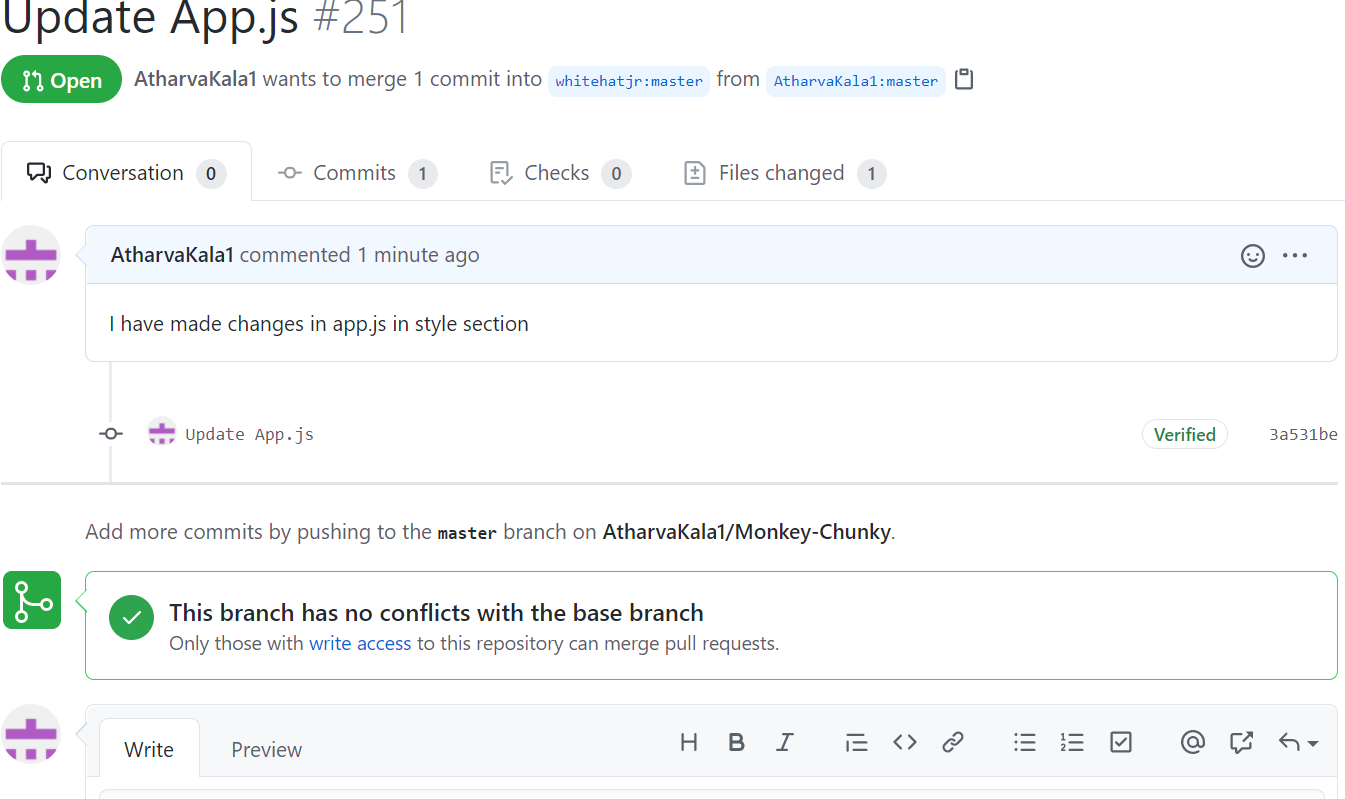 Update App.js #251
Open AtharvaKala1 wants to merge 1 commit into whitehatjr:master from AtharvaKala1:master
Conversation 0 Commits 1 Checks 0 Files changed 1
AtharvaKala1 commented 1 minute ago
I have made changes in app.js in style section
Update App.js Verified 3a531be
Add more commits by pushing to the master branch on AtharvaKala1/Monkey-Chunky.
This branch has no conflicts with the base branch
Only those with write access to this repository can merge pull requests.
Write Preview